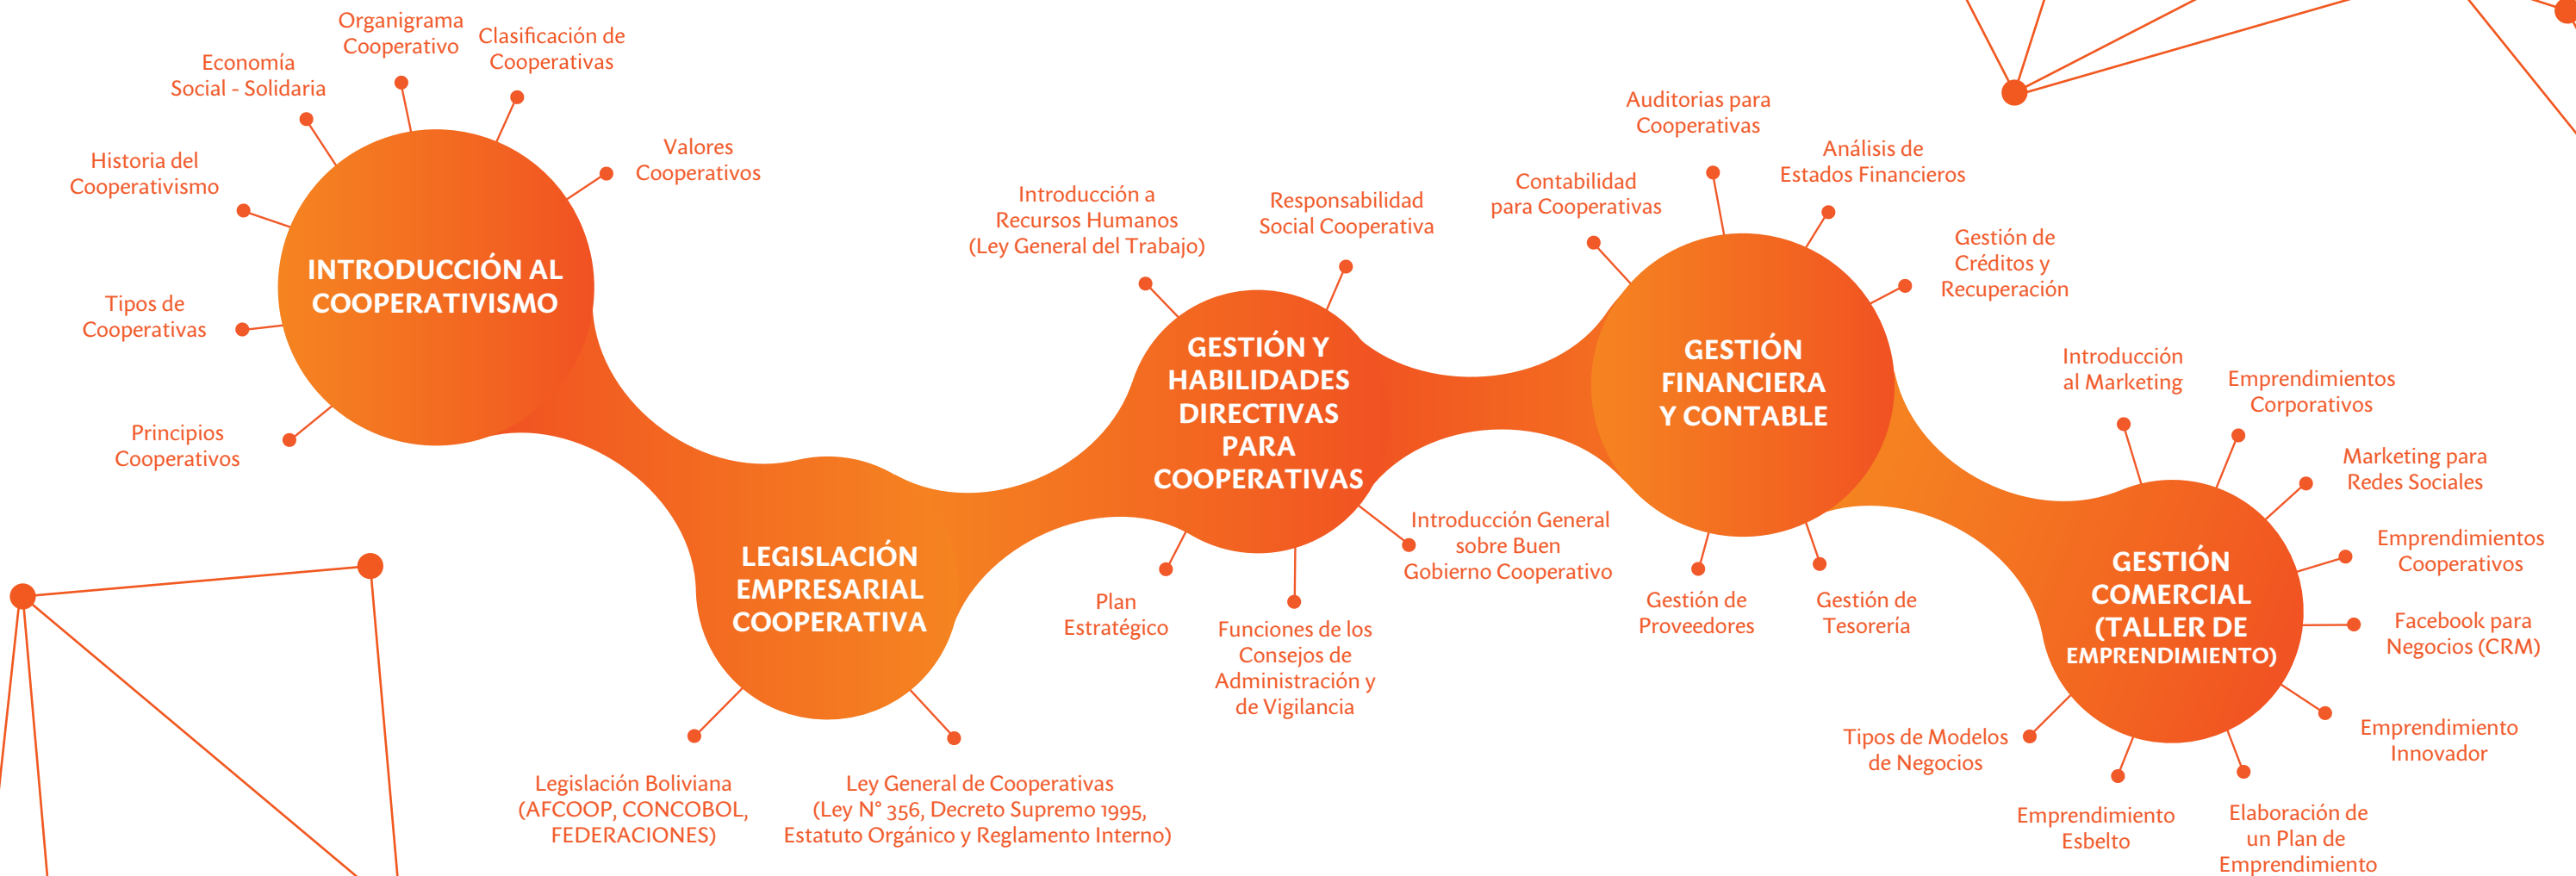 Organigrama
Cooperativo
Clasificación de
Cooperativas
Economía
Social - Solidaria
Valores
Cooperativos
Historia del
Cooperativismo
INTRODUCCIÓN AL
COOPERATIVISMO
Tipos de
Cooperativas
Principios
Cooperativos
LEGISLACIÓN
EMPRESARIAL
COOPERATIVA
Legislación Boliviana
(AFCOOP, CONCOBOL,
FEDERACIONES)
Ley General de Cooperativas
(Ley N° 356, Decreto Supremo 1995,
Estatuto Orgánico y Reglamento Interno)
Introducción a
Recursos Humanos
(Ley General del Trabajo)
Responsabilidad
Social Cooperativa
GESTIÓN Y
HABILIDADES
DIRECTIVAS
PARA
COOPERATIVAS
Introducción General
sobre Buen
Gobierno Cooperativo
Plan
Estratégico
Funciones de los
Consejos de
Administración y
de Vigilancia
Auditorias para
Cooperativas
Análisis de
Estados Financieros
Contabilidad
para Cooperativas
Gestión de
Créditos y
Recuperación
GESTIÓN
FINANCIERA
Y CONTABLE
Gestión de
Proveedores
Gestión de
Tesorería
Introducción
al Marketing
Emprendimientos
Corporativos
Marketing para
Redes Sociales
Emprendimientos
Cooperativos
GESTIÓN
COMERCIAL
(TALLER DE
EMPRENDIMIENTO)
Facebook para
Negocios (CRM)
Emprendimiento
Innovador
Tipos de Modelos
de Negocios
Emprendimiento
Esbelto
Elaboración de
un Plan de
Emprendimiento